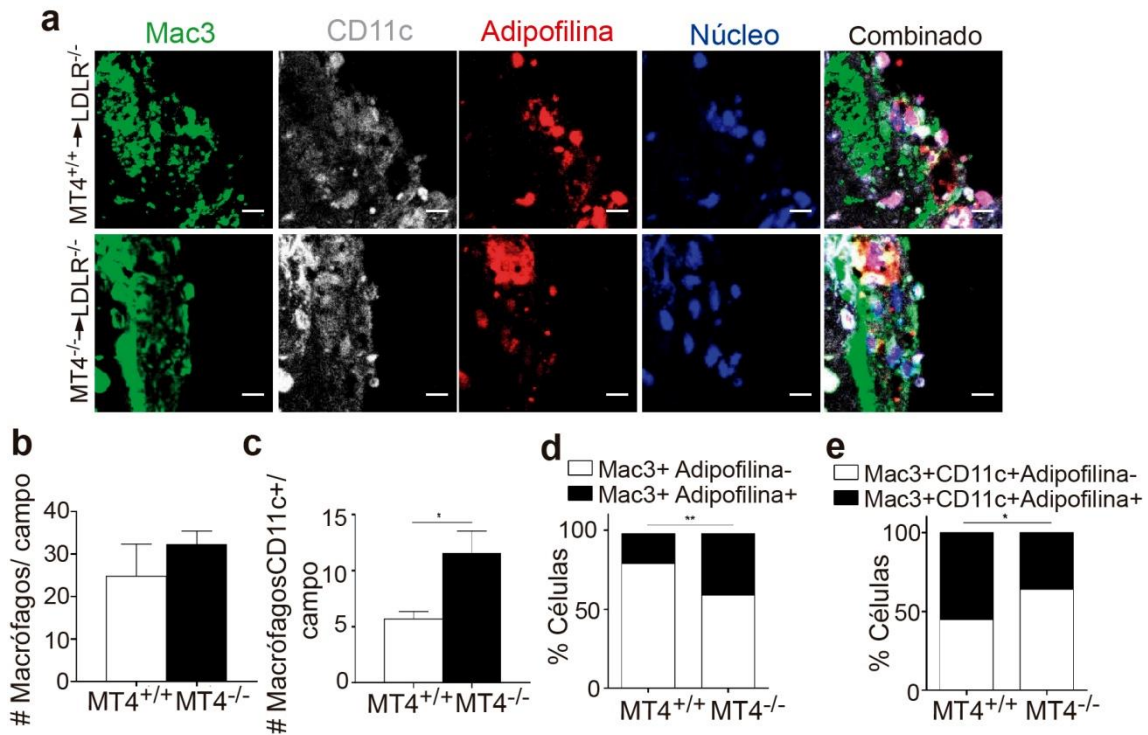 a
Mac3 CD11c Adipofilina Núcleo Combinado
MT4+/+→LDLR-/-
MT4-/-→LDLR-/-
b
# Macrófagos/ campo
40
30
20
10
0
MT4+/+ MT4-/-
c
# MacrófagosCD11c+/
campo
15
10
5
0
*
MT4+/+ MT4-/-
d
Mac3+ Adipofilina-
Mac3+ Adipofilina+
% Células
100
50
0
**
MT4+/+ MT4-/-
e
Mac3+CD11c+Adipofilina-
Mac3+CD11c+Adipofilina+
% Células
100
50
0
*
MT4+/+ MT4-/-